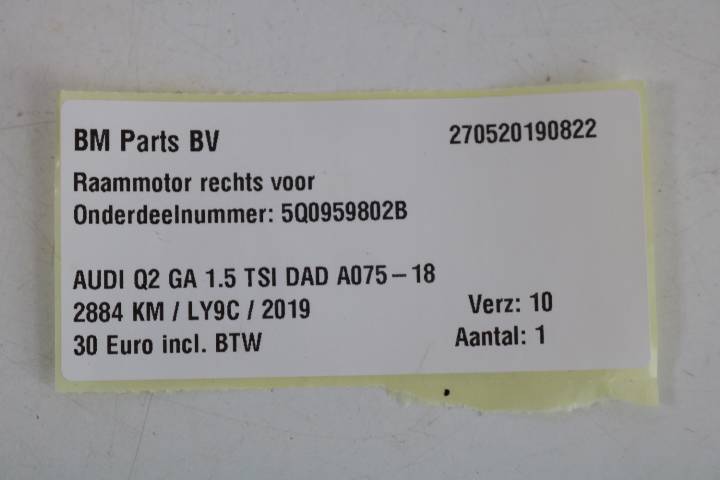 BM Parts BV 270520190822
Raammotor rechts voor
Onderdeelnummer: 5Q0959802B
AUDI Q2 GA 1.5 TSI DAD A075-18
2884 KM / LY9C / 2019 Verz: 10
30 Euro incl. BTW Aantal: 1